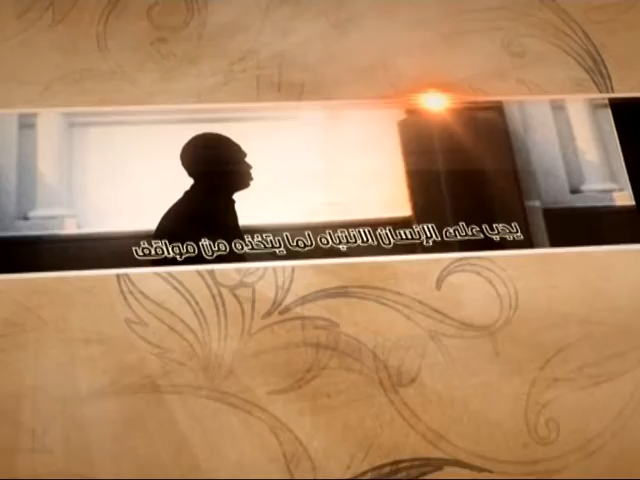 يجب على الإنسان الانتباه لما يتخذه من مواقف